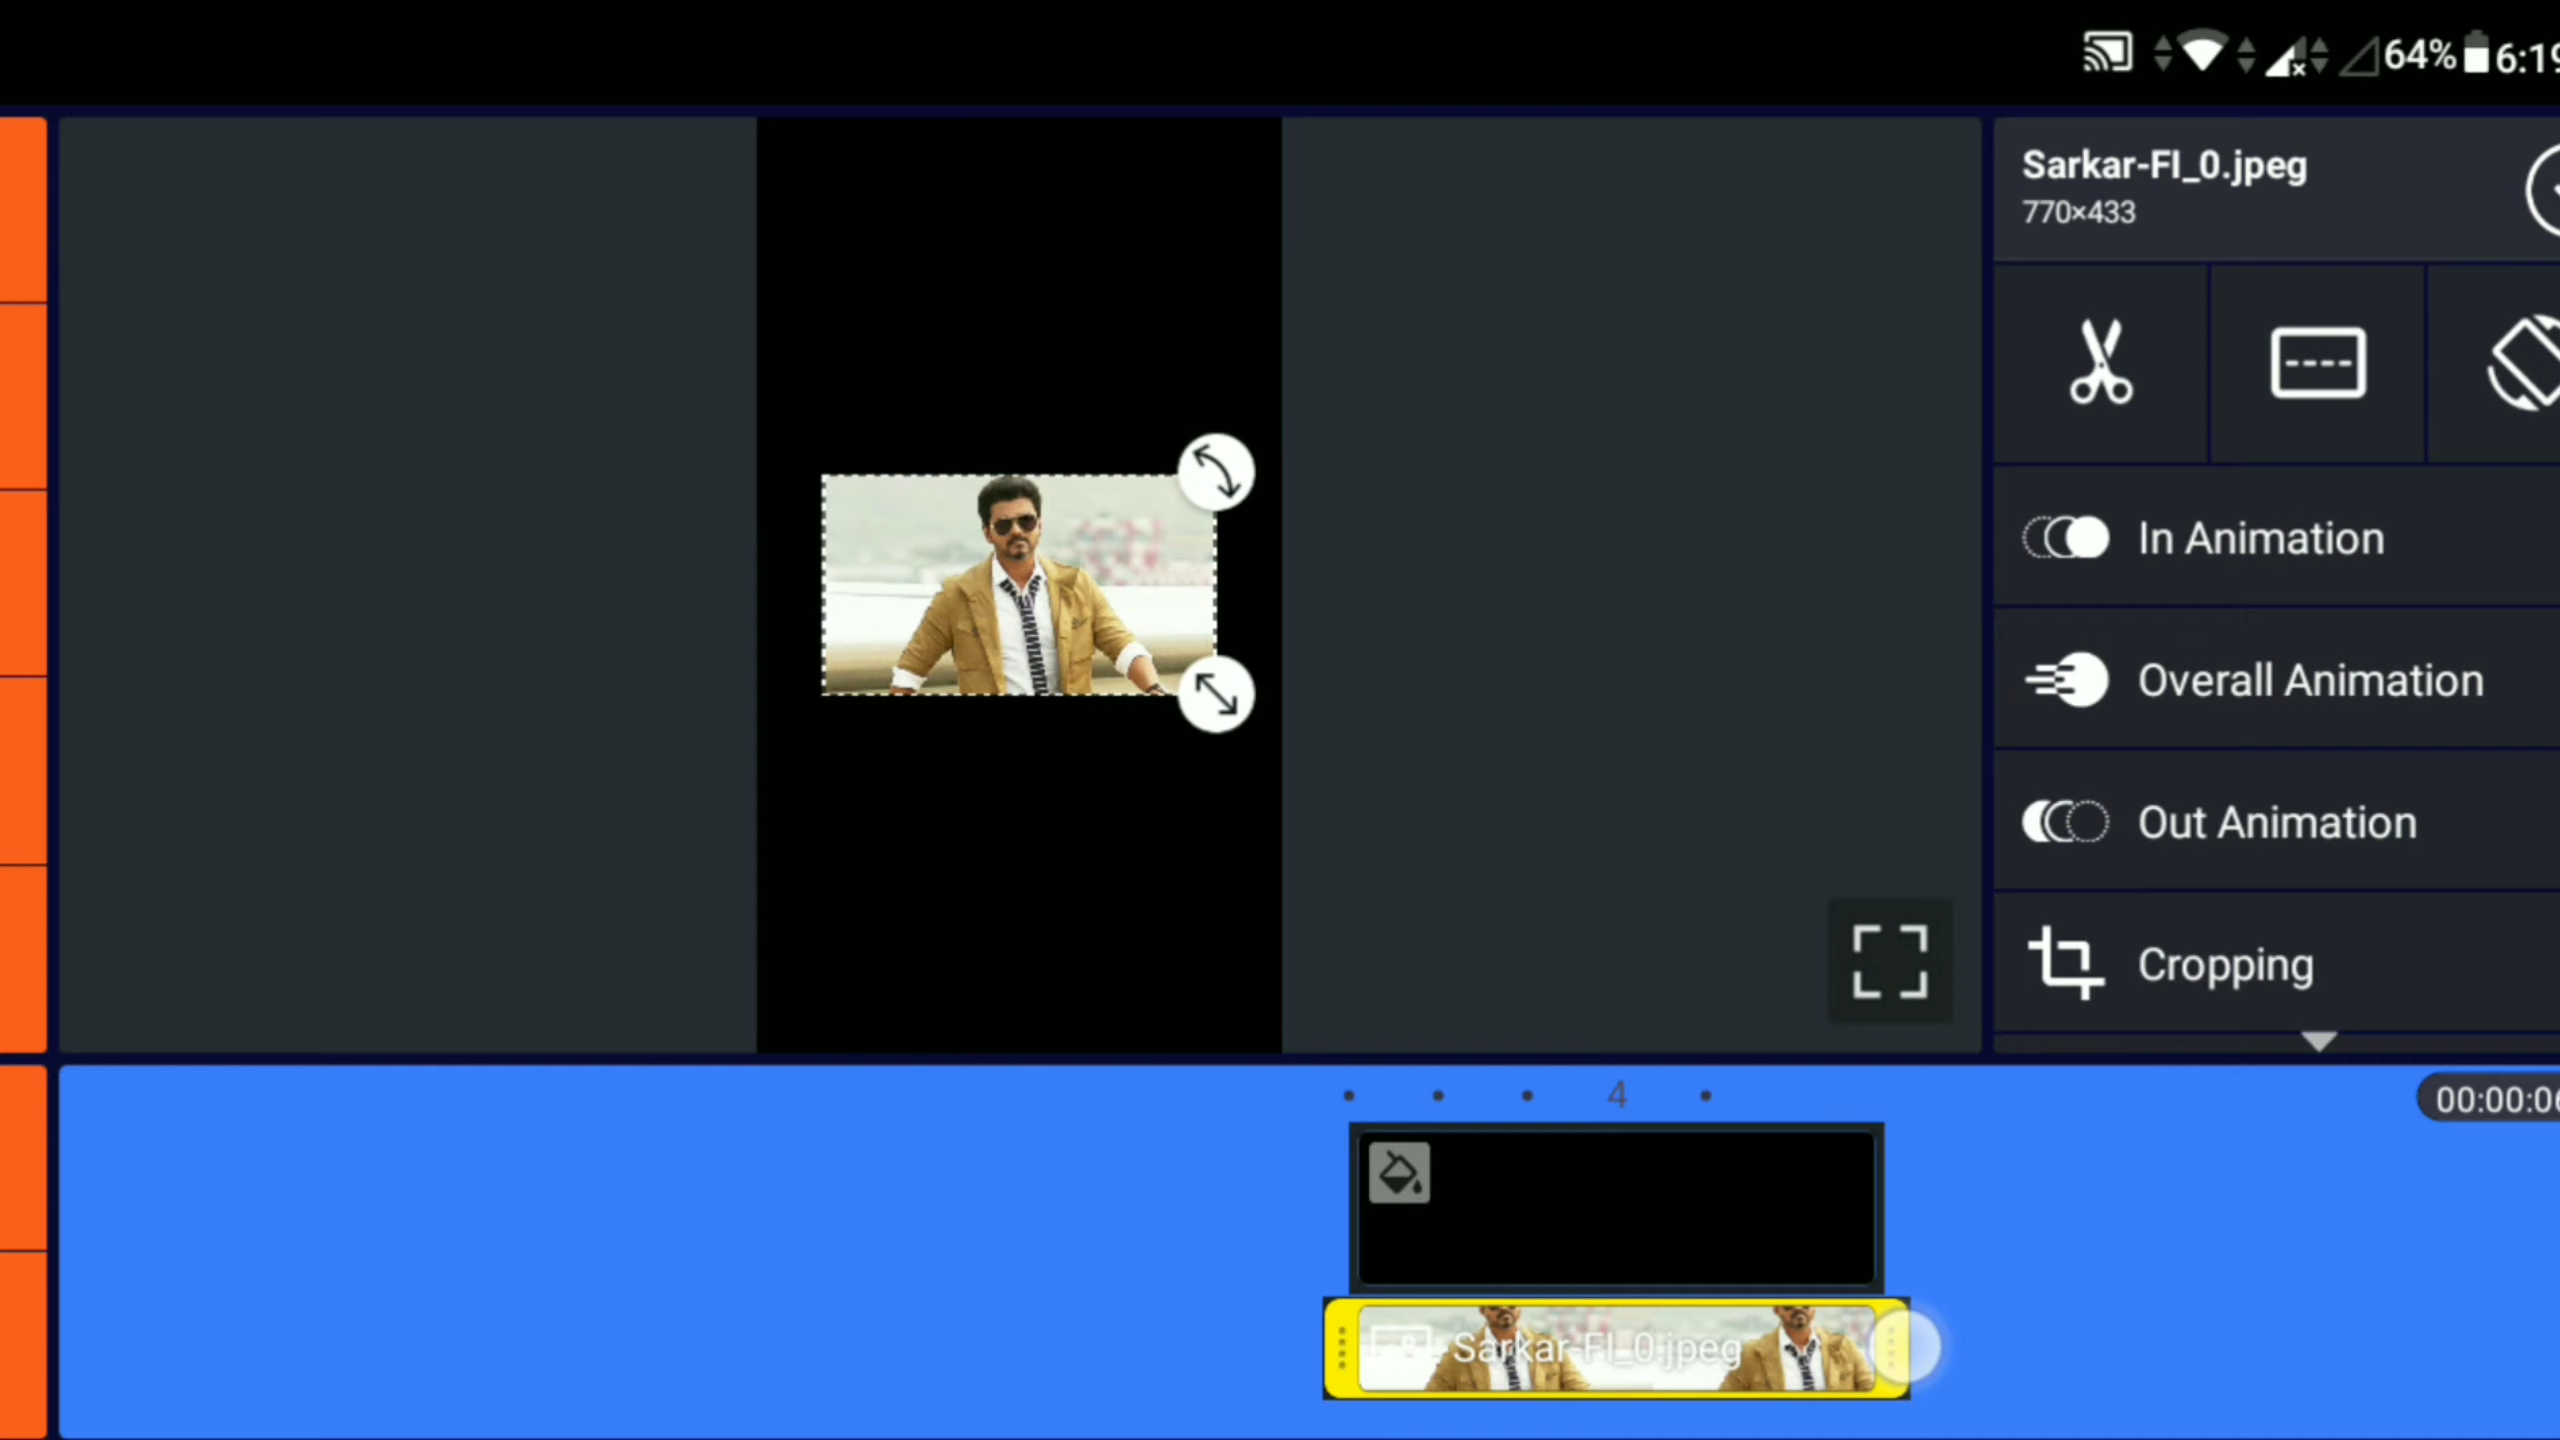 64% 6:19
Sarkar-FI_0.jpeg
770×433
In Animation
Overall Animation
Out Animation
Cropping
4
00:00:06
Sarkar-FI_0.jpeg